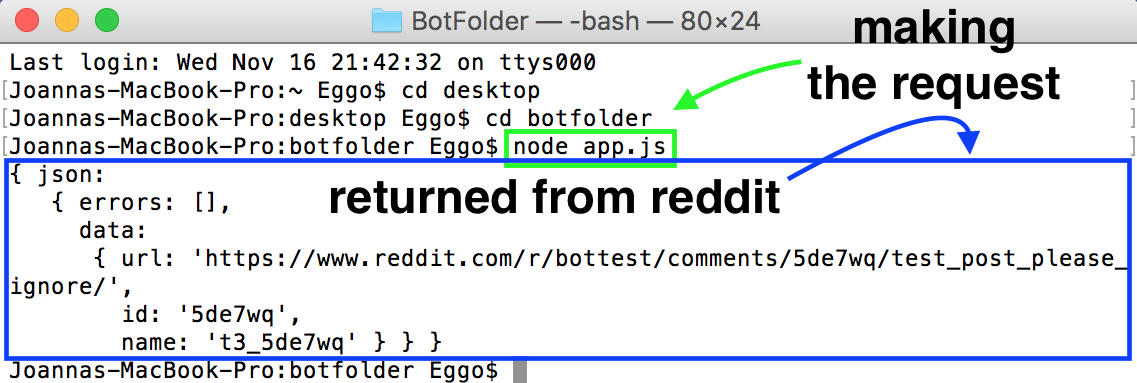 BotFolder — -bash — 80×24
making
the request
Last login: Wed Nov 16 21:42:32 on ttys000
[Joannas-MacBook-Pro:~ Eggo$ cd desktop ]
[Joannas-MacBook-Pro:desktop Eggo$ cd botfolder ]
[Joannas-MacBook-Pro:botfolder Eggo$ node app.js ]
{ json:
returned from reddit
{ errors: [],
data:
{ url: 'https://www.reddit.com/r/bottest/comments/5de7wq/test_post_please_
ignore/',
id: '5de7wq',
name: 't3_5de7wq' } } }
Joannas-MacBook-Pro:botfolder Eggo$